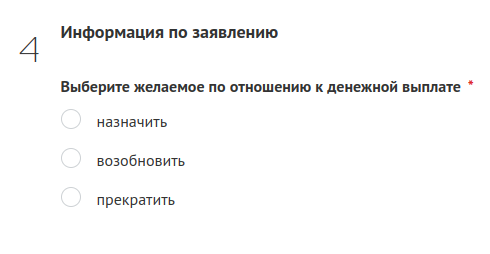 4
Информация по заявлению
Выберите желаемое по отношению к денежной выплате *
назначить
возобновить
прекратить